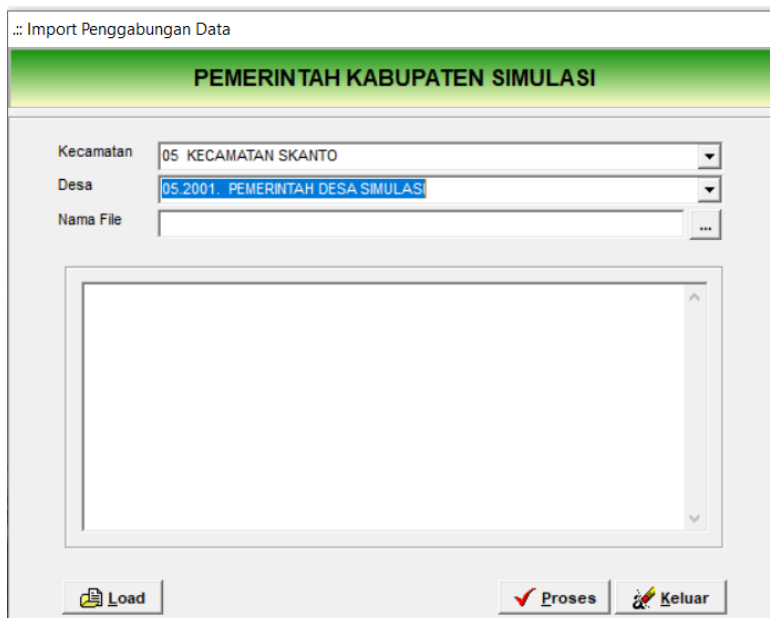 .:: Import Penggabungan Data
PEMERINTAH KABUPATEN SIMULASI
Kecamatan 05 KECAMATAN SKANTO
Desa 05.2001. PEMERINTAH DESA SIMULASI
Nama File ...
Load Proses Keluar